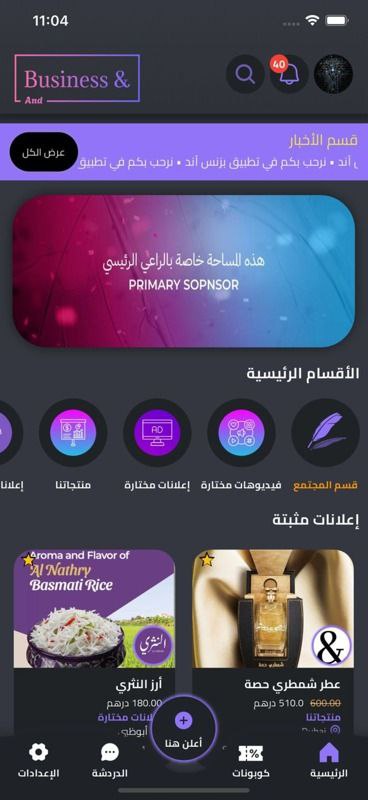 11:04
Business &
And
40
قسم الأخبار
آند • نرحب بكم في تطبيق بزنس آند • نرحب بكم في تطبيق
عرض الكل
هذه المساحة خاصة بالراعي الرئيسي
PRIMARY SOPNSOR
الأقسام الرئيسية
AD
قسم المجتمع
فيديوهات مختارة
إعلانات مختارة
منتجاتنا
إعلانا
إعلانات مثبتة
&
شمطري حصة
عطر شمطري حصة
510.0 درهم 600.00
منتجاتنا
Dubai
Aroma and Flavor of
Al Nathry
Basmati Rice
النثري
أرز النثري
180.00 درهم
إعلانات مختارة
أبوظبي
أعلن هنا
الرئيسية
كوبونات
الدردشة
الإعدادات